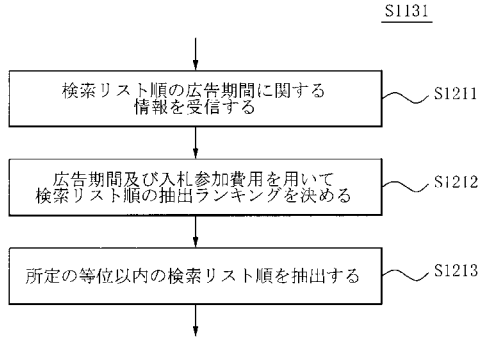 S1131
検索リスト順の広告期間に関する
情報を受信する
S1211
広告期間及び入札参加費用を用いて
検索リスト順の抽出ランキングを決める
S1212
所定の等位以内の検索リスト順を抽出する
S1213